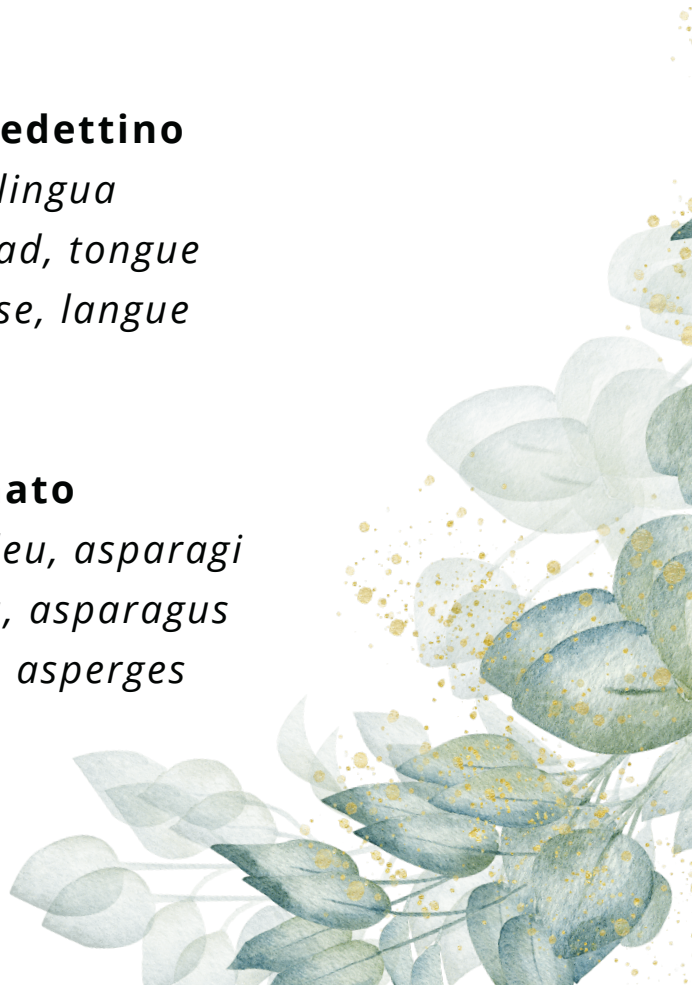 edettino
lingua
ad, tongue
se, langue
ato
eu, asparagi
, asparagus
asperges